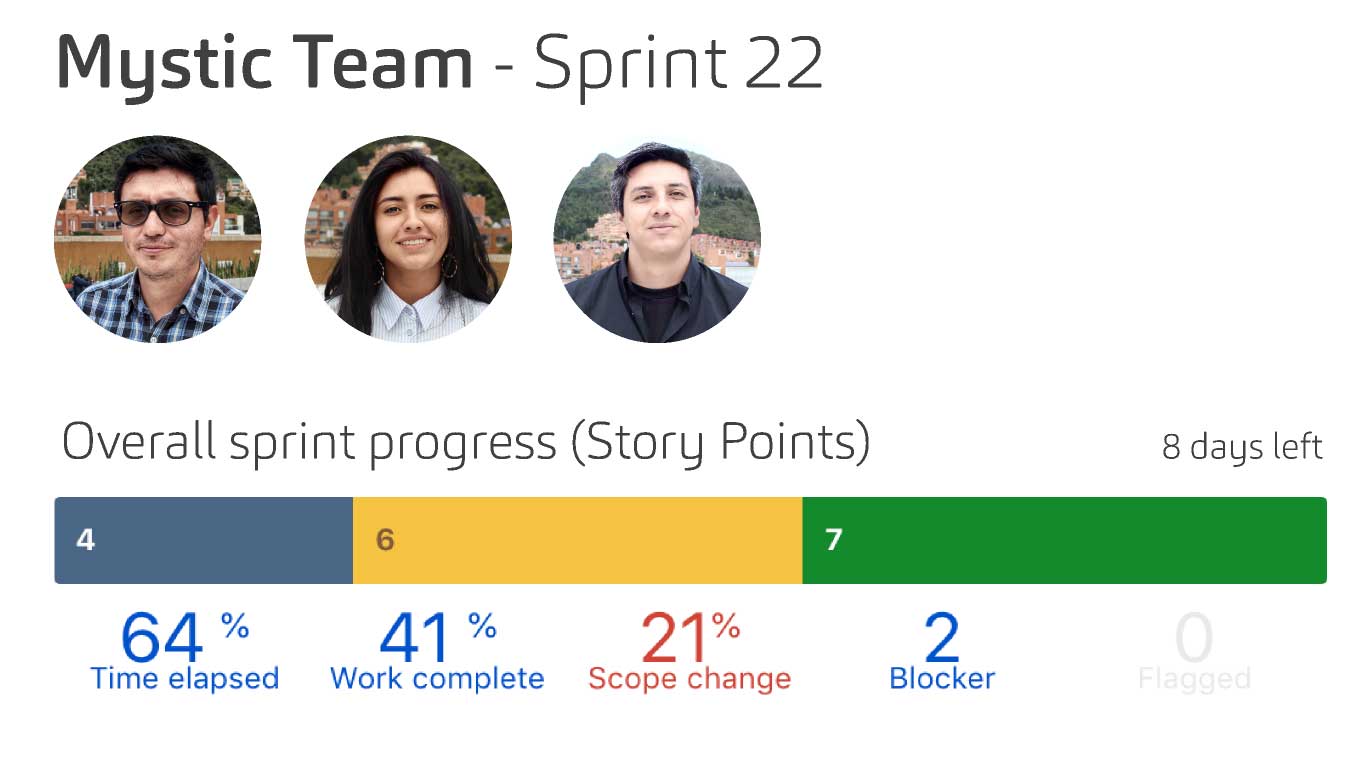 Mystic Team - Sprint 22
Overall sprint progress (Story Points)
8 days left
4 6 7
64 % 41 % 21% 2 0
Time elapsed Work complete Scope change Blocker Flagged